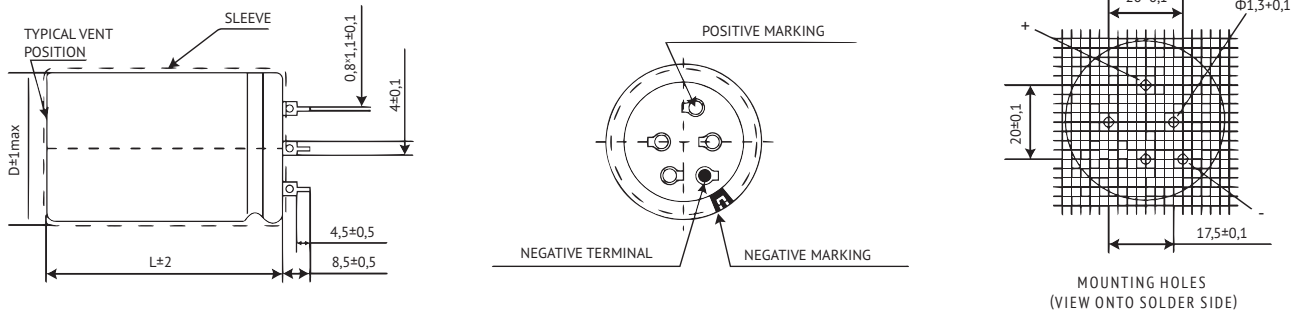 TYPICAL VENT
POSITION
SLEEVE
0,8*1,1±0,1
4±0,1
D±1max
4,5±0,5
L±2
8,5±0,5
POSITIVE MARKING
NEGATIVE TERMINAL
NEGATIVE MARKING
Φ1,3+0,1
+
20±0,1
-
17,5±0,1
MOUNTING HOLES
(VIEW ONTO SOLDER SIDE)